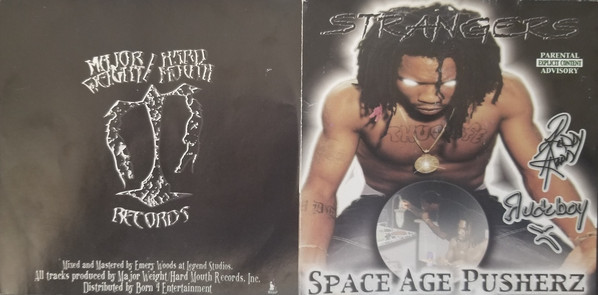 MAJOR / HARD
WEIGHT / MOUTH
RECORDS
Mixed and Mastered by Emery Woods at Legend Studios.
All tracks produced by Major Weight/Hard Mouth Records, Inc.
Distributed by Born 4 Entertainment
STRANGERS
PARENTAL
ADVISORY
EXPLICIT CONTENT
Rudeboy
SPACE AGE PUSHERZ